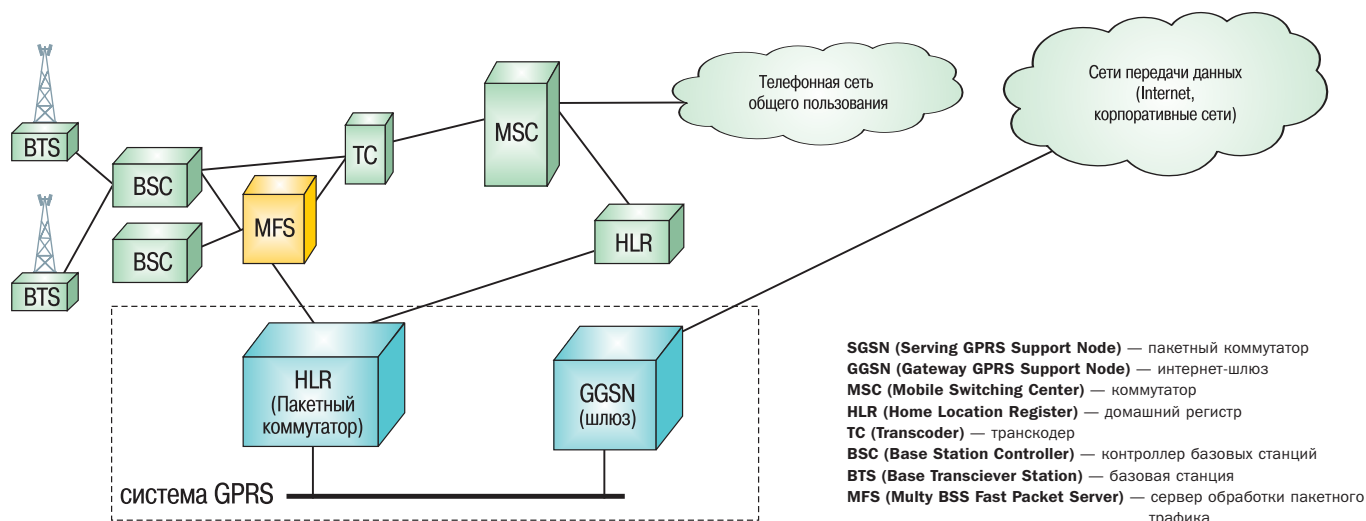 Телефонная сеть
общего пользования
Сети передачи данных
(Internet,
корпоративные сети)
BTS
BTS
BSC
BSC
MFS
TC
MSC
HLR
HLR
(Пакетный
коммутатор)
GGSN
(шлюз)
система GPRS
SGSN (Serving GPRS Support Node) — пакетный коммутатор
GGSN (Gateway GPRS Support Node) — интернет-шлюз
MSC (Mobile Switching Center) — коммутатор
HLR (Home Location Register) — домашний регистр
TC (Transcoder) — транскодер
BSC (Base Station Controller) — контроллер базовых станций
BTS (Base Transciever Station) — базовая станция
MFS (Multy BSS Fast Packet Server) — сервер обработки пакетного
трафика